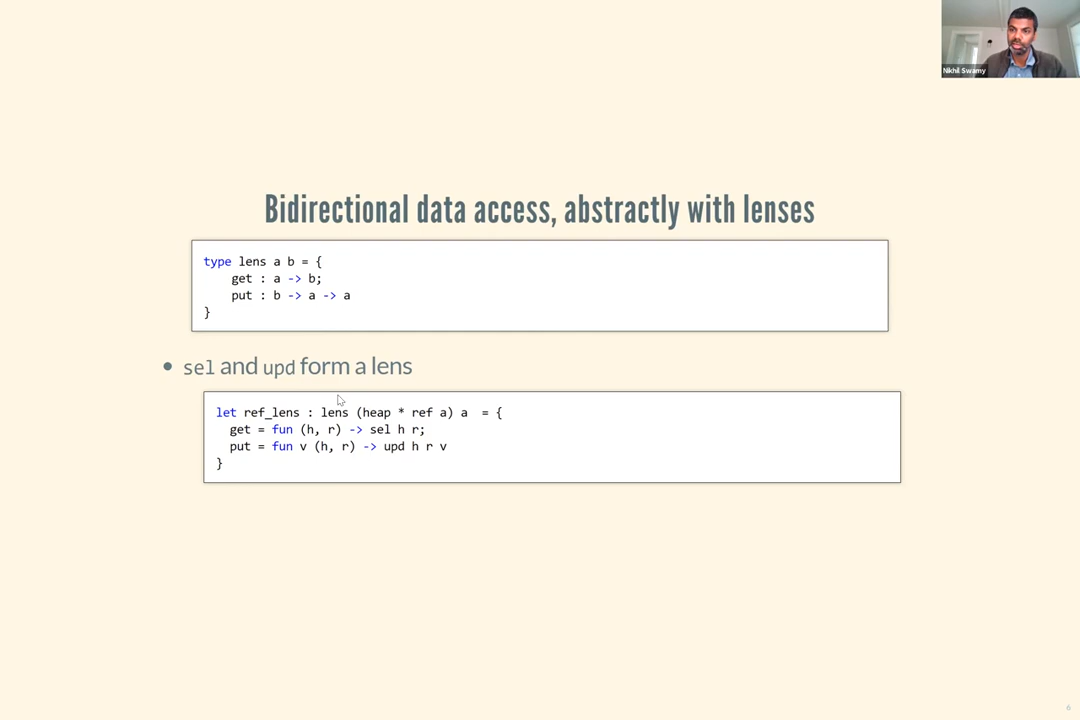 Nikhil Swamy
Bidirectional data access, abstractly with lenses
type lens a b = {
    get : a -> b;
    put : b -> a -> a
}
• sel and upd form a lens
let ref_lens : lens (heap * ref a) a  = {
  get = fun (h, r) -> sel h r;
  put = fun v (h, r) -> upd h r v
}
6